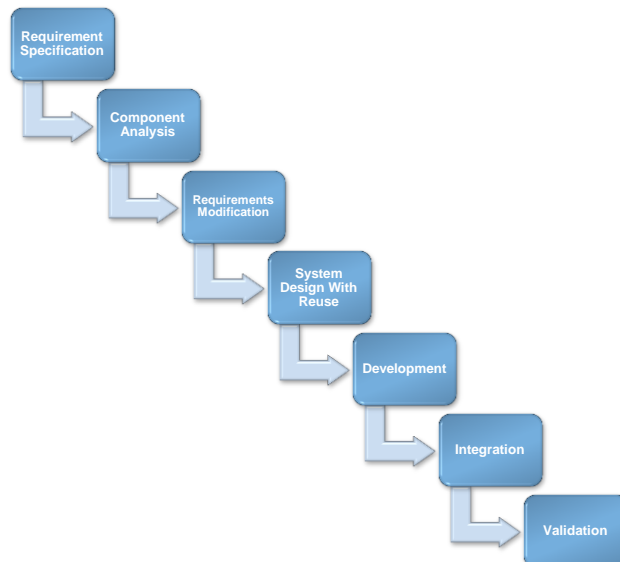 Requirement
Specification
Component
Analysis
Requirements
Modification
System
Design With
Reuse
Development
Integration
Validation